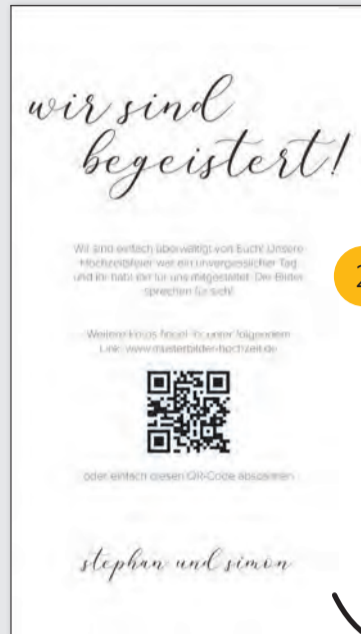 wir sind
begeistert!
Wir sind einfach überwältigt von Euch! Unsere
Hochzeitsfeier war ein unvergesslicher Tag
und ihr habt ihn für uns mitgestaltet. Die Bilder
sprechen für sich!
2
Weitere Fotos findet ihr unter folgendem
Link: www.musterbilder-hochzeit.de
oder einfach diesen QR-Code abscannen
stephan und simon